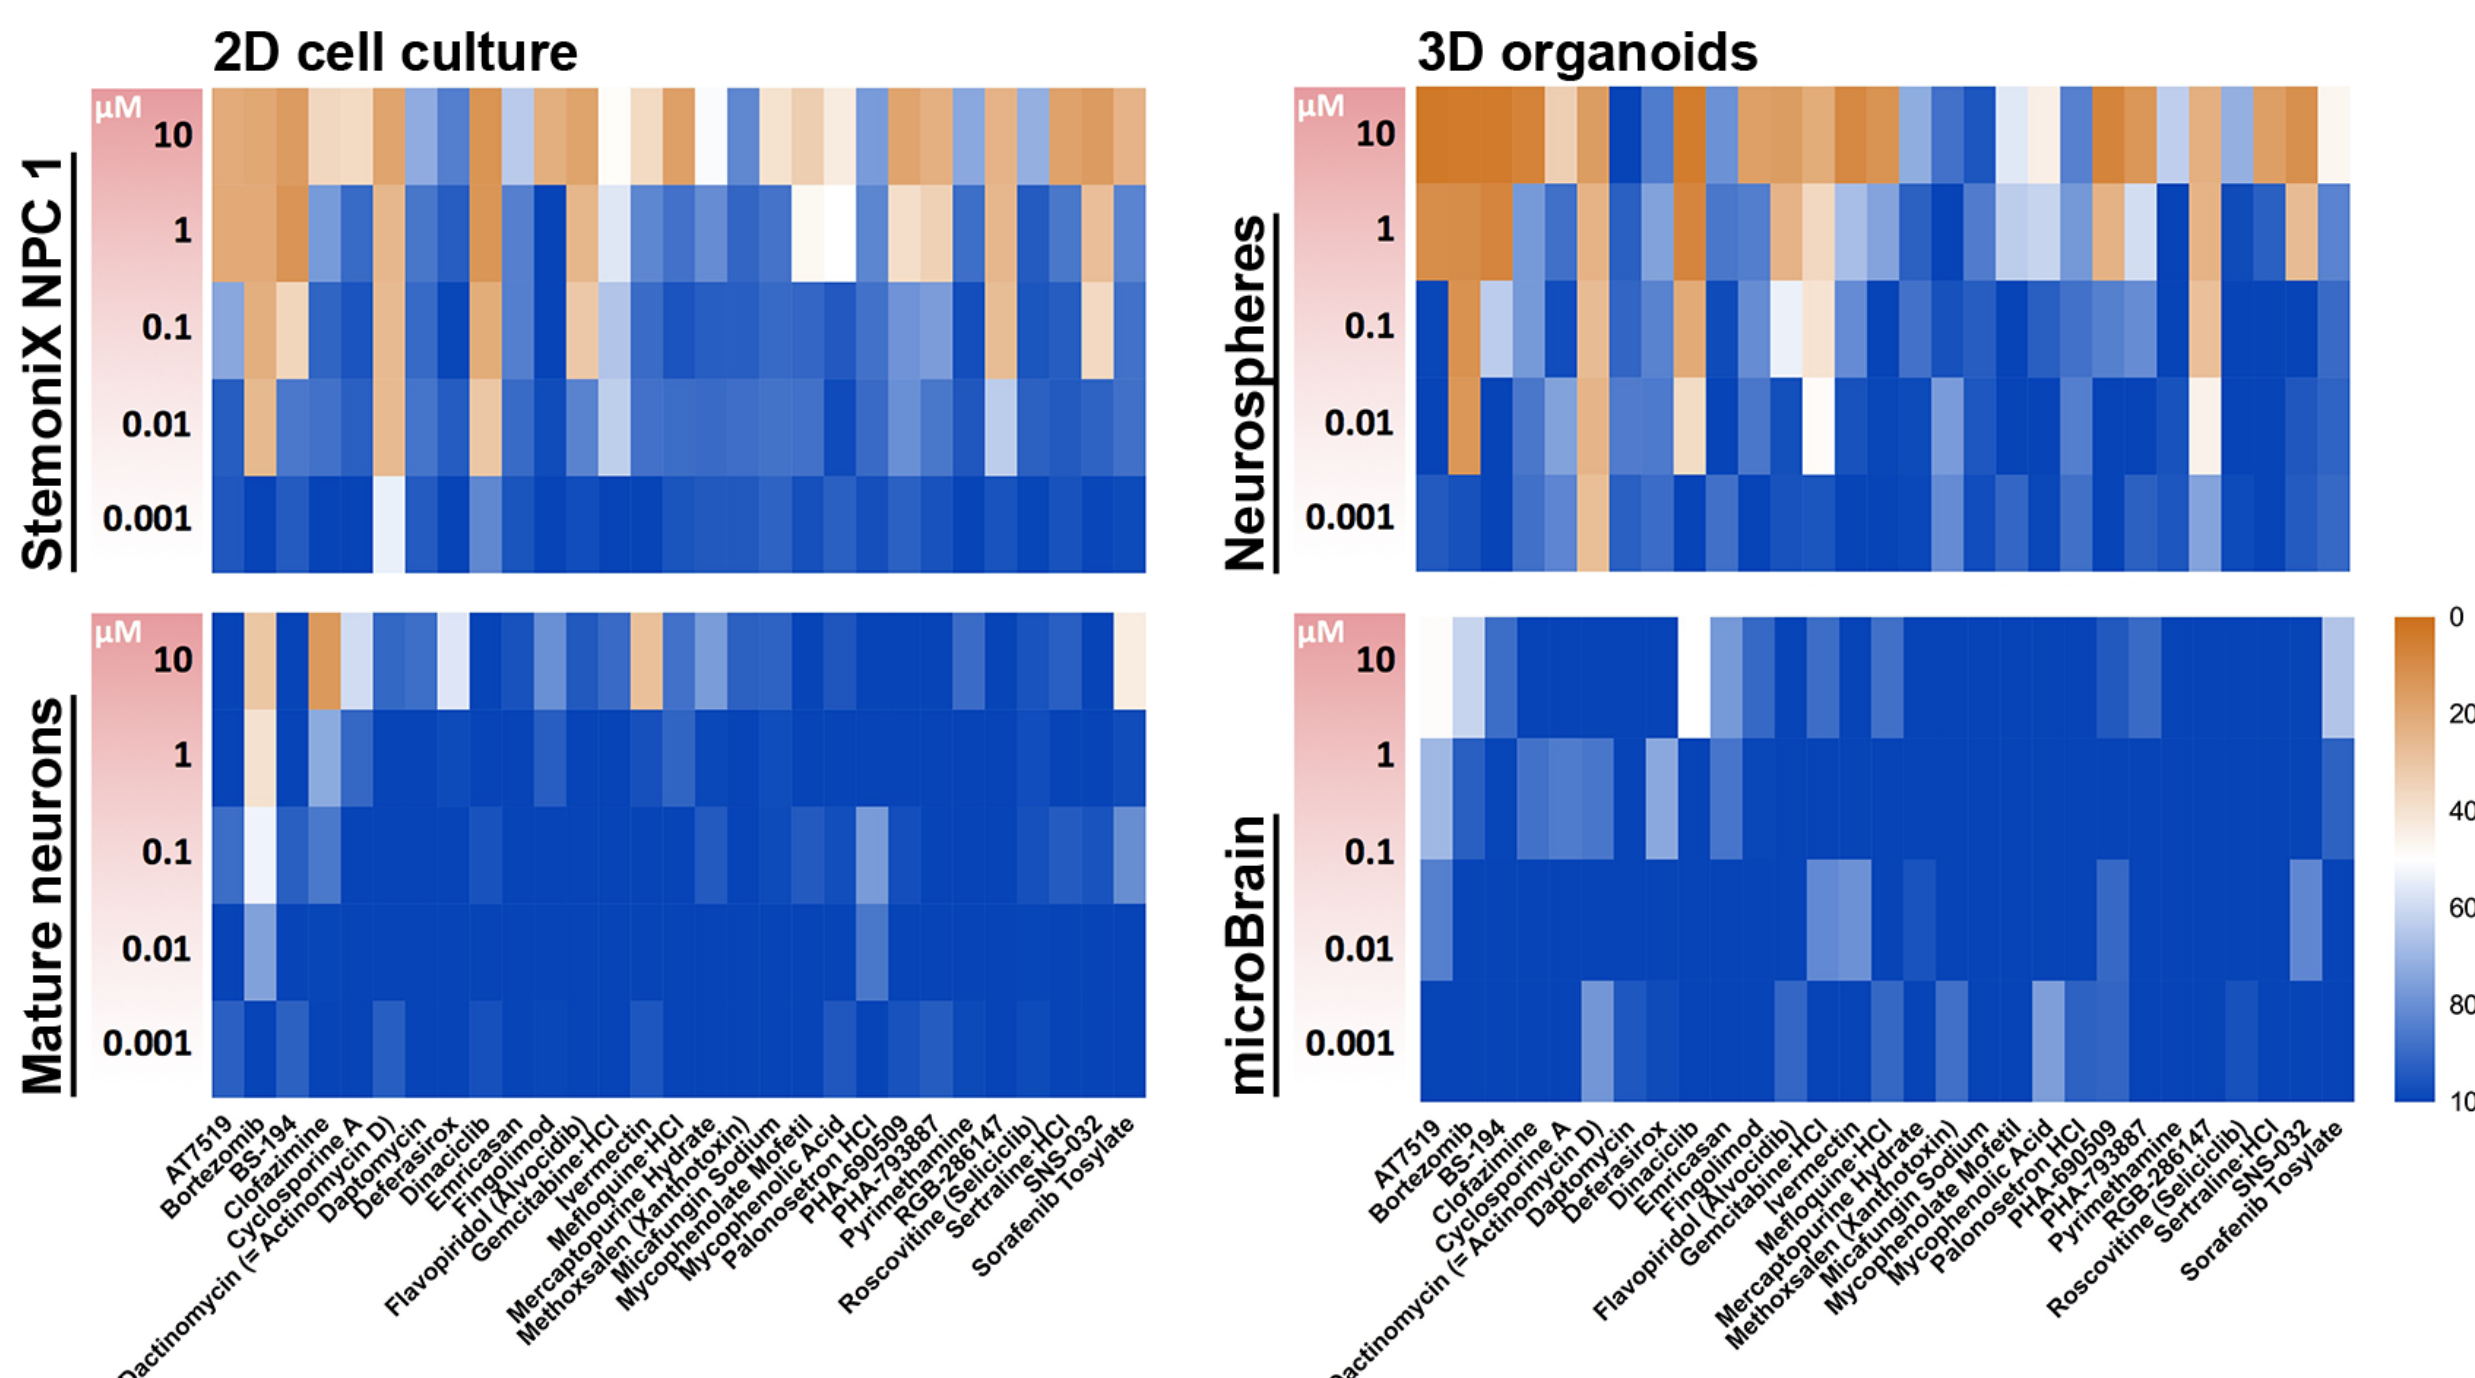 2D cell culture
3D organoids
StemoniX NPC 1
µM
10
1
0.1
0.01
0.001
Neurospheres
µM
10
1
0.1
0.01
0.001
Mature neurons
µM
10
1
0.1
0.01
0.001
microBrain
µM
10
1
0.1
0.01
0.001
0
20
40
60
80
10
AT7519
Bortezomib
BS-194
Clofazimine
Cyclosporine A
Dactinomycin (= Actinomycin D)
Daptomycin
Deferasirox
Dinaciclib
Emricasan
Fingolimod
Flavopiridol (Alvocidib)
Gemcitabine·HCl
Ivermectin
Mefloquine·HCl
Mercaptopurine Hydrate
Methoxsalen (Xanthotoxin)
Micafungin Sodium
Mycophenolate Mofetil
Mycophenolic Acid
Palonosetron HCl
PHA-690509
PHA-793887
Pyrimethamine
RGB-286147
Roscovitine (Seliciclib)
Sertraline·HCl
SNS-032
Sorafenib Tosylate
AT7519
Bortezomib
BS-194
Clofazimine
Cyclosporine A
Dactinomycin (= Actinomycin D)
Daptomycin
Deferasirox
Dinaciclib
Emricasan
Fingolimod
Flavopiridol (Alvocidib)
Gemcitabine·HCl
Ivermectin
Mefloquine·HCl
Mercaptopurine Hydrate
Methoxsalen (Xanthotoxin)
Micafungin Sodium
Mycophenolate Mofetil
Mycophenolic Acid
Palonosetron HCl
PHA-690509
PHA-793887
Pyrimethamine
RGB-286147
Roscovitine (Seliciclib)
Sertraline·HCl
SNS-032
Sorafenib Tosylate